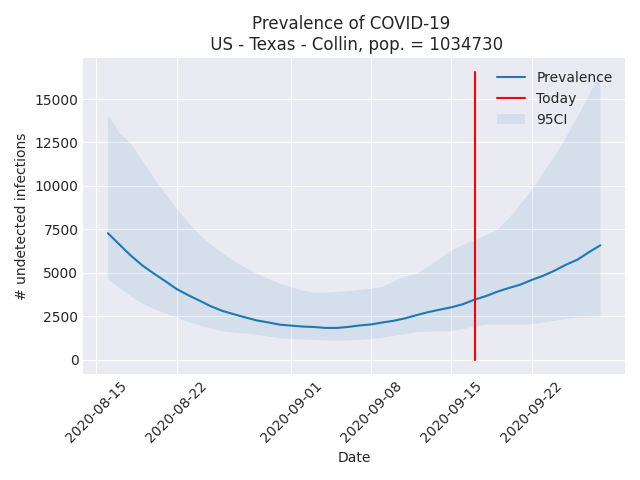 Prevalence of COVID-19
US - Texas - Collin, pop. = 1034730
Prevalence
Today
95CI
# undetected infections
15000
12500
10000
7500
5000
2500
0
2020-08-15
2020-08-22
2020-09-01
2020-09-08
2020-09-15
2020-09-22
Date